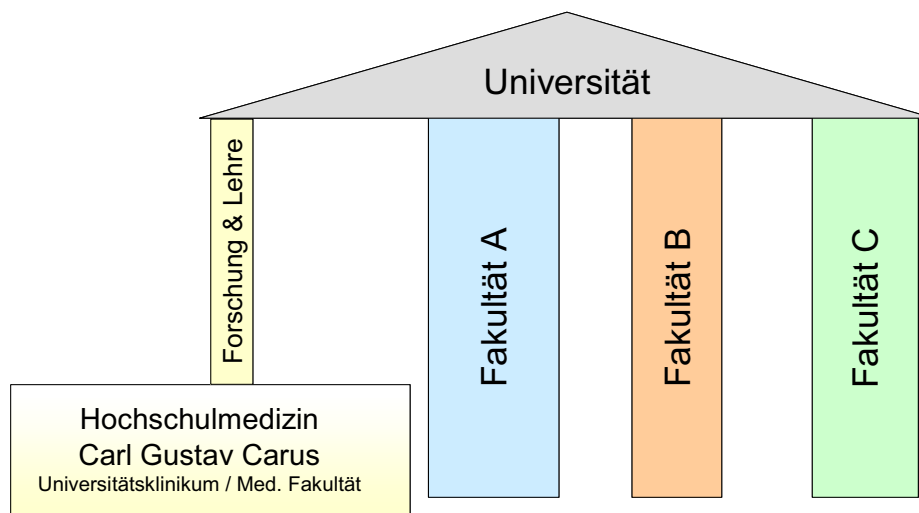 Universität
Forschung & Lehre
Fakultät A
Fakultät B
Fakultät C
Hochschulmedizin
Carl Gustav Carus
Universitätsklinikum / Med. Fakultät